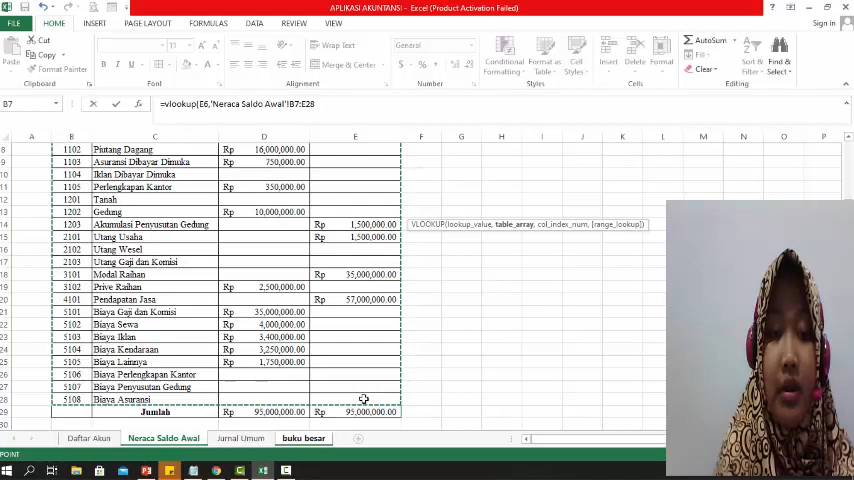 APLIKASI AKUNTANSI - Excel (Product Activation Failed)
FILE HOME INSERT PAGE LAYOUT FORMULAS DATA REVIEW VIEW Sign in
Cut
Copy
Format Painter
Paste
Clipboard
11
B I U
Font
Wrap Text
Merge & Center
Alignment
General
Number
Conditional Formatting
Format as Table
Cell Styles
Styles
Insert Delete Format
Cells
AutoSum
Fill
Clear
Sort & Filter
Find & Select
Editing
B7 =vlookup(E6,'Neraca Saldo Awal'!B7:E28
A B C D E F G H I J K L M N O P
8 1102 Piutang Dagang Rp 16,000,000.00
9 1103 Asuransi Dibayar Dimuka Rp 750,000.00
10 1104 Iklan Dibayar Dimuka
11 1105 Perlengkapan Kantor Rp 350,000.00
12 1201 Tanah
13 1202 Gedung Rp 10,000,000.00
14 1203 Akumulasi Penyusutan Gedung Rp 1,500,000.00
VLOOKUP(lookup_value, table_array, col_index_num, [range_lookup])
15 2101 Utang Usaha Rp 1,500,000.00
16 2102 Utang Wesel
17 2103 Utang Gaji dan Komisi
18 3101 Modal Raihan Rp 35,000,000.00
19 3102 Prive Raihan Rp 2,500,000.00
20 4101 Pendapatan Jasa Rp 57,000,000.00
21 5101 Biaya Gaji dan Komisi Rp 35,000,000.00
22 5102 Biaya Sewa Rp 4,000,000.00
23 5103 Biaya Iklan Rp 3,400,000.00
24 5104 Biaya Kendaraan Rp 3,250,000.00
25 5105 Biaya Lainnya Rp 1,750,000.00
26 5106 Biaya Perlengkapan Kantor
27 5107 Biaya Penyusutan Gedung
28 5108 Biaya Asuransi
29 Jumlah Rp 95,000,000.00 Rp 95,000,000.00
30
Daftar Akun Neraca Saldo Awal Jurnal Umum buku besar
POINT